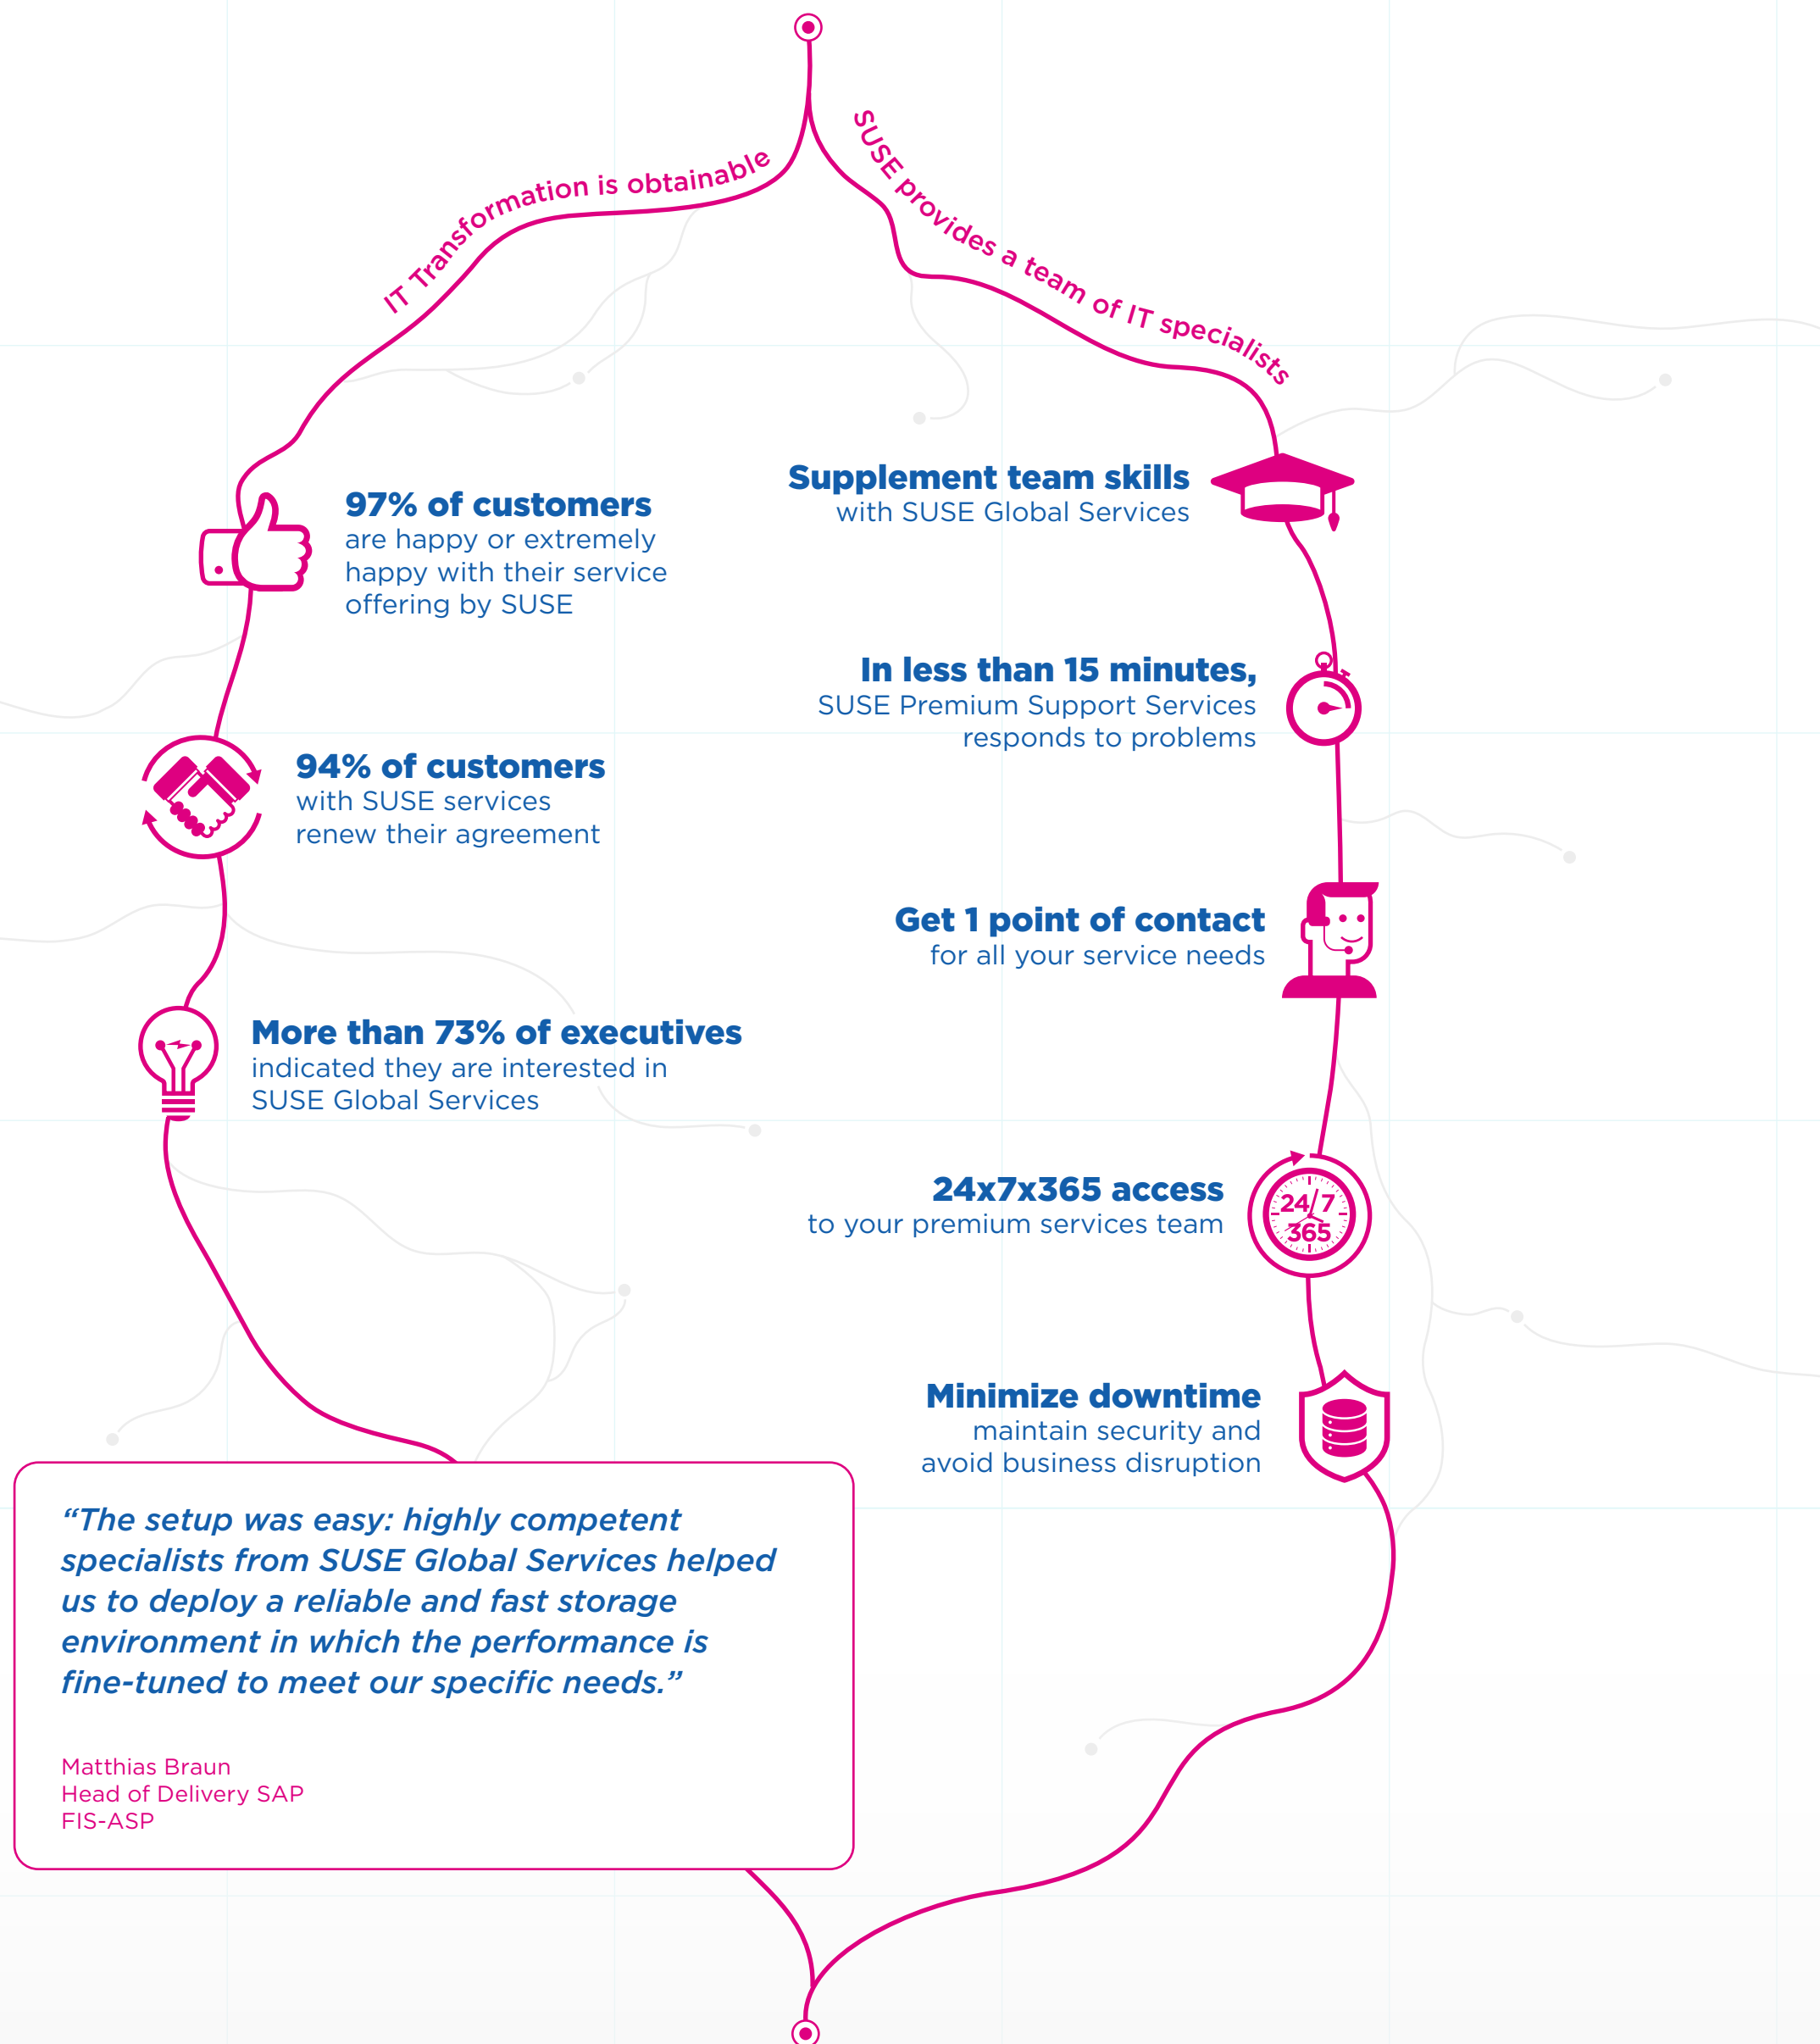 IT Transformation is obtainable
97% of customers
are happy or extremely
happy with their service
offering by SUSE
94% of customers
with SUSE services
renew their agreement
More than 73% of executives
indicated they are interested in
SUSE Global Services
“The setup was easy: highly competent
specialists from SUSE Global Services helped
us to deploy a reliable and fast storage
environment in which the performance is
fine-tuned to meet our specific needs.”
Matthias Braun
Head of Delivery SAP
FIS-ASP
SUSE provides a team of IT specialists
Supplement team skills
with SUSE Global Services
In less than 15 minutes,
SUSE Premium Support Services
responds to problems
Get 1 point of contact
for all your service needs
24x7x365 access
to your premium services team
24/7
365
Minimize downtime
maintain security and
avoid business disruption